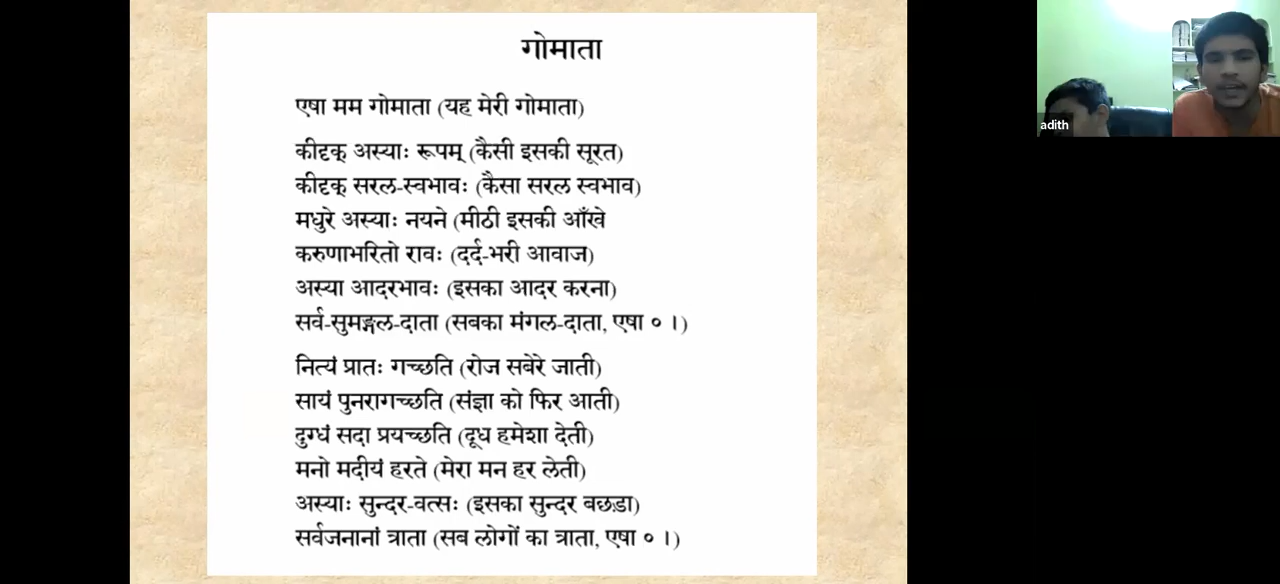 गोमाता
एषा मम गोमाता (यह मेरी गोमाता)
कीदृक् अस्याः रूपम् (कैसी इसकी सूरत)
कीदृक् सरल-स्वभावः (कैसा सरल स्वभाव)
मधुरे अस्याः नयने (मीठी इसकी आँखे
करुणाभरितो रावः (दर्द-भरी आवाज)
अस्या आदरभावः (इसका आदर करना)
सर्व-सुमङ्गल-दाता (सबका मंगल-दाता, एषा ० ।)
नित्यं प्रातः गच्छति (रोज सबेरे जाती)
सायं पुनरागच्छति (संज्ञा को फिर आती)
दुग्धं सदा प्रयच्छति (दूध हमेशा देती)
मनो मदीयं हरते (मेरा मन हर लेती)
अस्याः सुन्दर-वत्सः (इसका सुन्दर बछडा)
सर्वजनानां त्राता (सब लोगों का त्राता, एषा ० ।)
adith